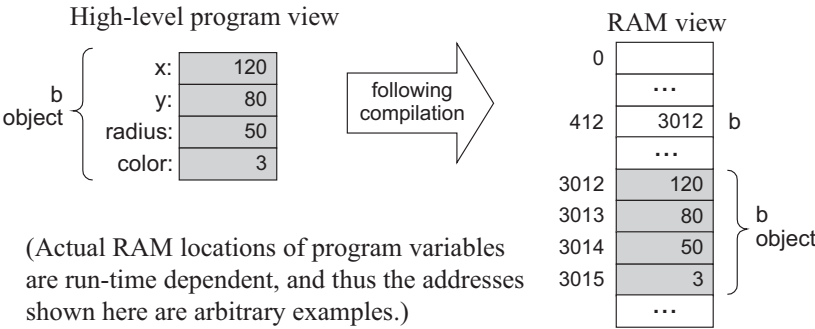 High-level program view
b
object
x: 120
y: 80
radius: 50
color: 3
following
compilation
RAM view
0
...
412 3012 b
...
3012 120
3013 80
3014 50
3015 3
b
object
...
(Actual RAM locations of program variables
are run-time dependent, and thus the addresses
shown here are arbitrary examples.)